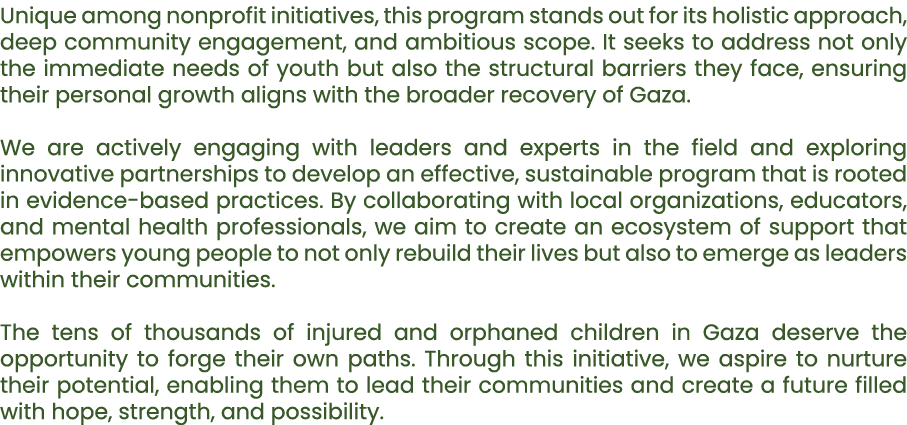 Unique among nonprofit initiatives, this program stands out for its holistic approach,
deep community engagement, and ambitious scope. It seeks to address not only
the immediate needs of youth but also the structural barriers they face, ensuring
their personal growth aligns with the broader recovery of Gaza.
We are actively engaging with leaders and experts in the field and exploring
innovative partnerships to develop an effective, sustainable program that is rooted
in evidence-based practices. By collaborating with local organizations, educators,
and mental health professionals, we aim to create an ecosystem of support that
empowers young people to not only rebuild their lives but also to emerge as leaders
within their communities.
The tens of thousands of injured and orphaned children in Gaza deserve the
opportunity to forge their own paths. Through this initiative, we aspire to nurture
their potential, enabling them to lead their communities and create a future filled
with hope, strength, and possibility.